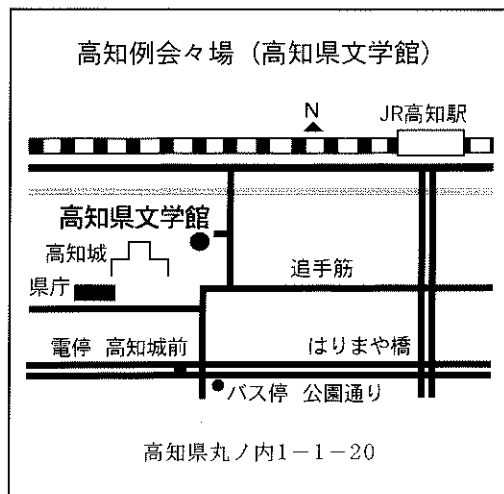 高知例会々場（高知県文学館）
N
JR高知駅
高知県文学館
高知城
追手筋
県庁
電停 高知城前
はりまや橋
バス停 公園通り
高知県丸ノ内1－1－20